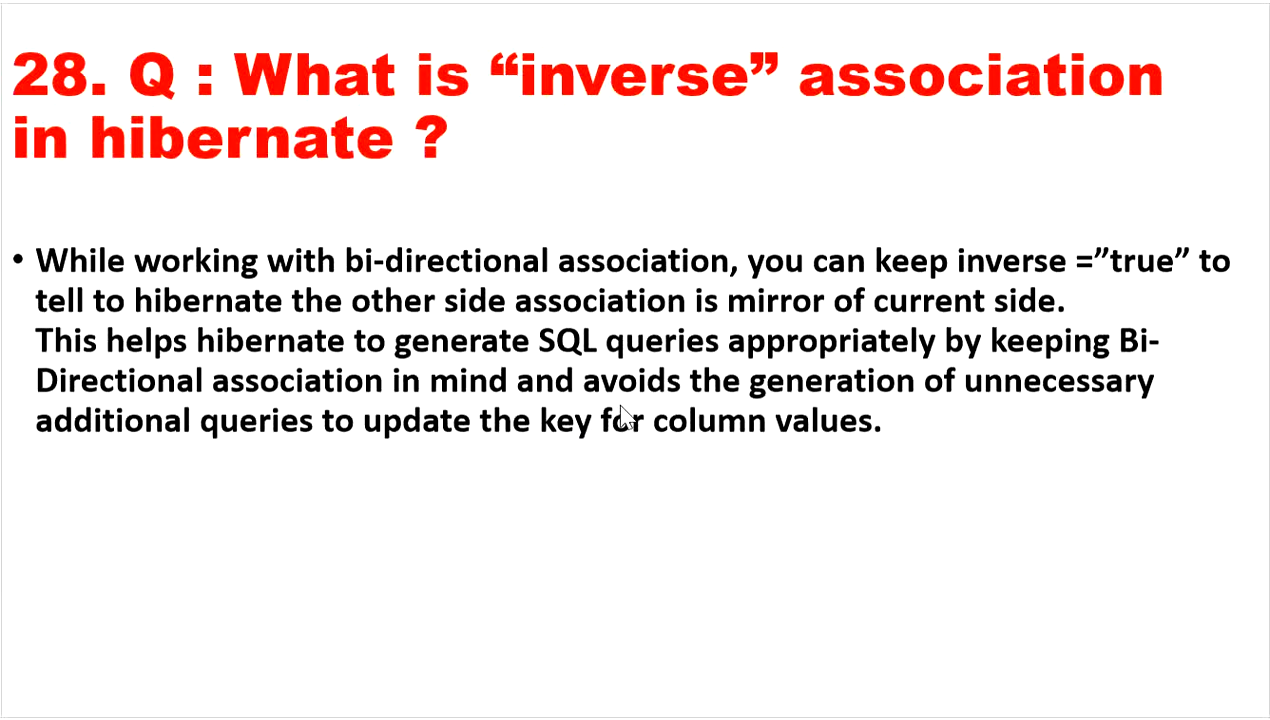 28. Q : What is “inverse” association
in hibernate ?
• While working with bi-directional association, you can keep inverse =”true” to
tell to hibernate the other side association is mirror of current side.
This helps hibernate to generate SQL queries appropriately by keeping Bi-
Directional association in mind and avoids the generation of unnecessary
additional queries to update the key for column values.